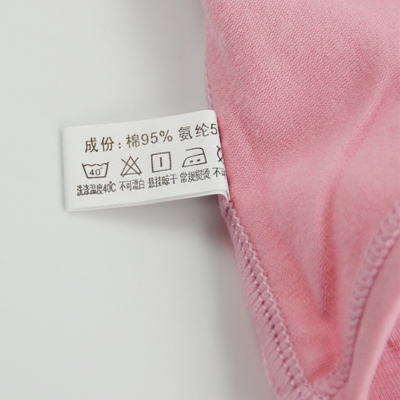 成份: 棉95% 氨纶5
40°
洗涤温度40℃ 不可漂白 悬挂晾干 常规熨烫 不